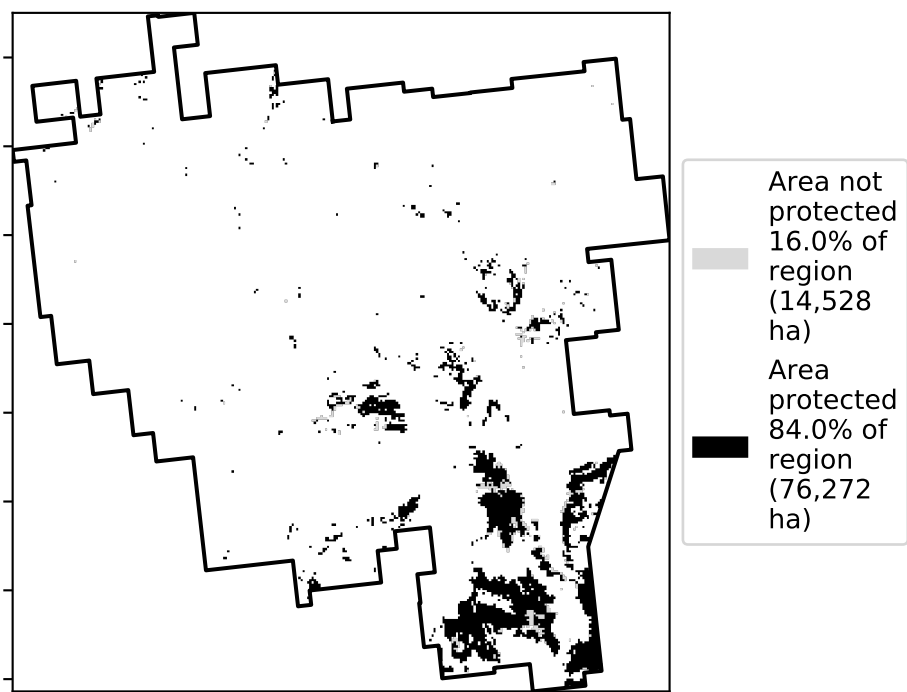 Area not
protected
16.0% of
region
(14,528
ha)
Area
protected
84.0% of
region
(76,272
ha)